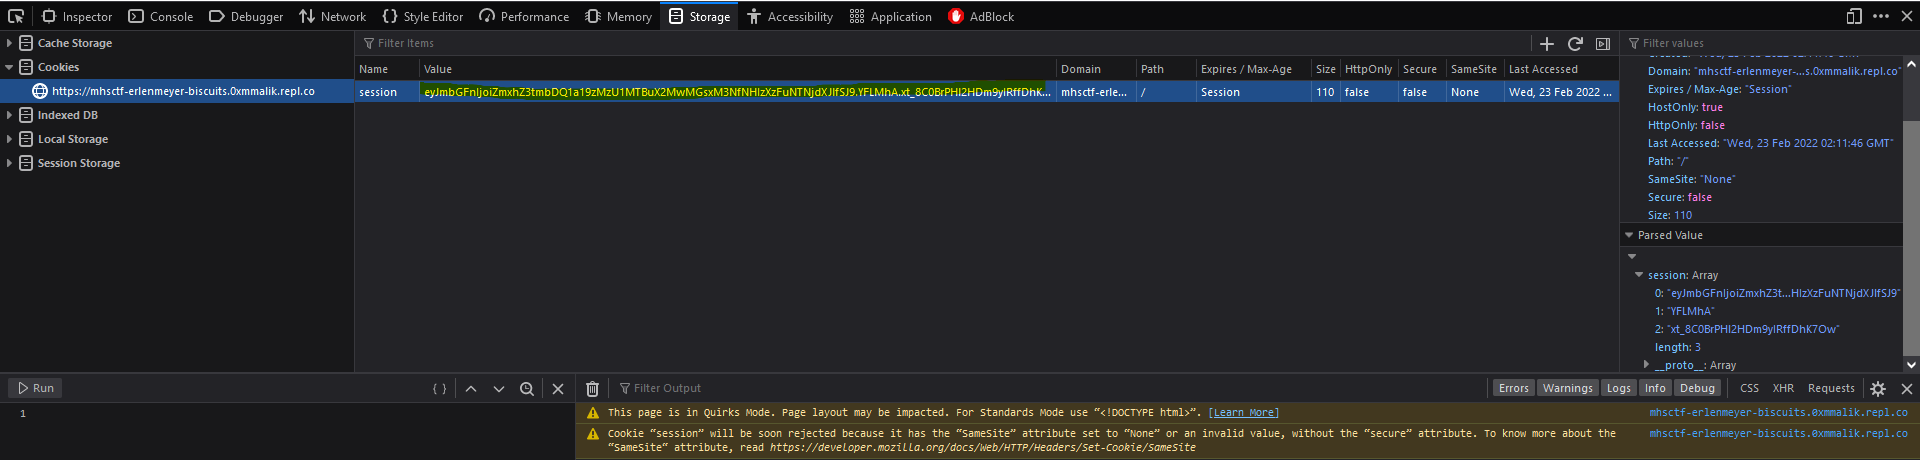 Inspector Console Debugger Network Style Editor Performance Memory Storage Accessibility Application AdBlock
Cache Storage
Cookies
https://mhsctf-erlenmeyer-biscuits.0xmmalik.repl.co
Indexed DB
Local Storage
Session Storage
Filter Items
Name Value Domain Path Expires / Max-Age Size HttpOnly Secure SameSite Last Accessed
session eyJmbGFnIjoiZmxhZ3tmbDQ1a19zMzU1MTBuX2MwMGsxM3NfNHIzXzFuNTNjdXJlfSJ9.YFLMhA.xt_8C0BrPHI2HDm9yIRffDhK... mhsctf-erle... / Session 110 false false None Wed, 23 Feb 2022 ...
Filter values
Domain: "mhsctf-erlenmeyer-...s.0xmmalik.repl.co"
Expires / Max-Age: "Session"
HostOnly: true
HttpOnly: false
Last Accessed: "Wed, 23 Feb 2022 02:11:46 GMT"
Path: "/"
SameSite: "None"
Secure: false
Size: 110
Parsed Value
session: Array
0: "eyJmbGFnIjoiZmxhZ3t...HIzXzFuNTNjdXJlfSJ9"
1: "YFLMhA"
2: "xt_8C0BrPHI2HDm9yIRffDhK7Ow"
length: 3
__proto__: Array
Run
{ }
1
Filter Output
Errors Warnings Logs Info Debug CSS XHR Requests
This page is in Quirks Mode. Page layout may be impacted. For Standards Mode use “<!DOCTYPE html>”. [Learn More] mhsctf-erlenmeyer-biscuits.0xmmalik.repl.co
Cookie “session” will be soon rejected because it has the “SameSite” attribute set to “None” or an invalid value, without the “secure” attribute. To know more about the mhsctf-erlenmeyer-biscuits.0xmmalik.repl.co
“SameSite“ attribute, read https://developer.mozilla.org/docs/Web/HTTP/Headers/Set-Cookie/SameSite